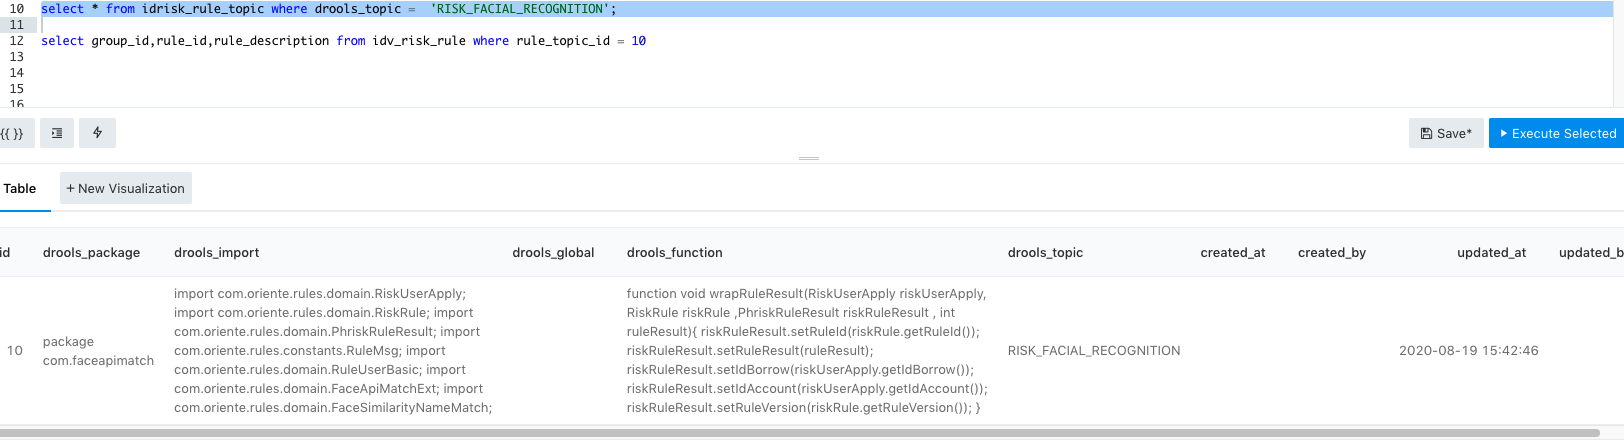 10 select * from idrisk_rule_topic where drools_topic = 'RISK_FACIAL_RECOGNITION';
11
12 select group_id,rule_id,rule_description from idv_risk_rule where rule_topic_id = 10
13
14
15
16
{{ }}
Save*
Execute Selected
Table
+ New Visualization
id drools_package drools_import drools_global drools_function drools_topic created_at created_by updated_at updated_b
10
package
com.faceapimatch
import com.oriente.rules.domain.RiskUserApply;
import com.oriente.rules.domain.RiskRule; import
com.oriente.rules.domain.PhriskRuleResult; import
com.oriente.rules.constants.RuleMsg; import
com.oriente.rules.domain.RuleUserBasic; import
com.oriente.rules.domain.FaceApiMatchExt; import
com.oriente.rules.domain.FaceSimilarityNameMatch;
function void wrapRuleResult(RiskUserApply riskUserApply,
RiskRule riskRule ,PhriskRuleResult riskRuleResult , int
ruleResult){ riskRuleResult.setRuleId(riskRule.getRuleId());
riskRuleResult.setRuleResult(ruleResult);
riskRuleResult.setIdBorrow(riskUserApply.getIdBorrow());
riskRuleResult.setIdAccount(riskUserApply.getIdAccount());
riskRuleResult.setRuleVersion(riskRule.getRuleVersion()); }
RISK_FACIAL_RECOGNITION
2020-08-19 15:42:46